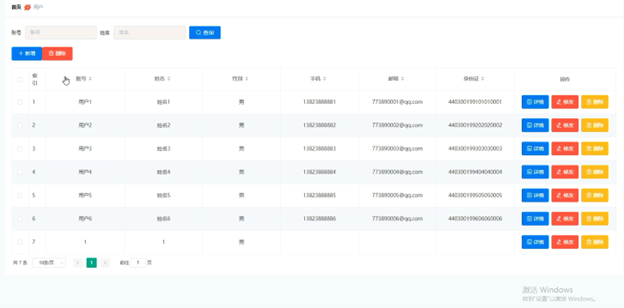 首页 用户
账号 账号 姓名 姓名 查询
+ 新增 删除
索引 账号 姓名 性别 手机 邮箱 身份证 操作
1 用户1 姓名1 男 13823888881 773890001@qq.com 440300199101010001 详情 修改 删除
2 用户2 姓名2 男 13823888882 773890002@qq.com 440300199202020002 详情 修改 删除
3 用户3 姓名3 男 13823888883 773890003@qq.com 440300199303030003 详情 修改 删除
4 用户4 姓名4 男 13823888884 773890004@qq.com 440300199404040004 详情 修改 删除
5 用户5 姓名5 男 13823888885 773890005@qq.com 440300199505050005 详情 修改 删除
6 用户6 姓名6 男 13823888886 773890006@qq.com 440300199606060006 详情 修改 删除
7 1 1 男 详情 修改 删除
共 7 条 10条/页 < 1 > 前往 1 页
激活 Windows
转到"设置"以激活 Windows。